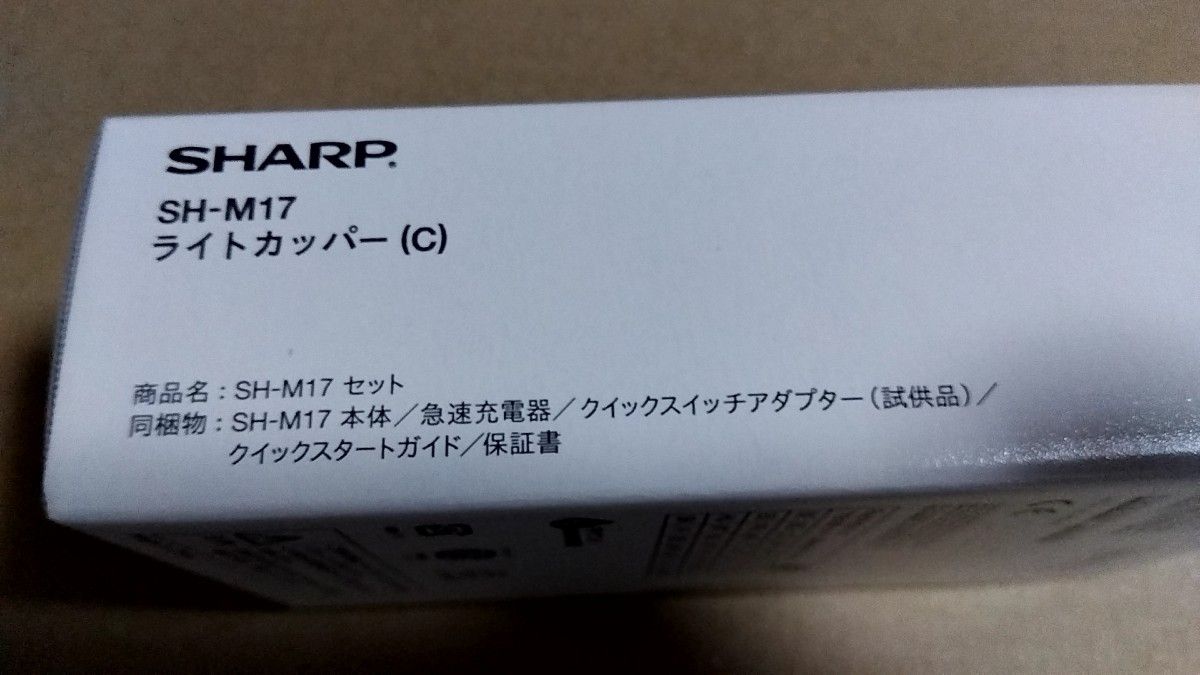 SHARP
SH-M17
ライトカッパー (C)
商品名：SH-M17 セット
同梱物：SH-M17 本体／急速充電器／クイックスイッチアダプター（試供品）／
クイックスタートガイド／保証書